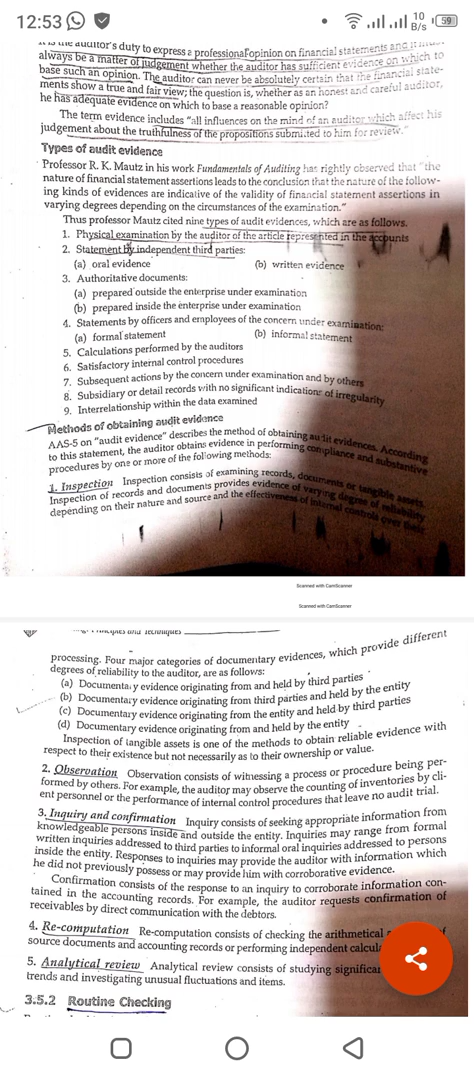 12:53
10
B/s
59
It is the auditor's duty to express a professional opinion on financial statements and it must
always be a matter of judgement whether the auditor has sufficient evidence on which to
base such an opinion. The auditor can never be absolutely certain that the financial state-
ments show a true and fair view; the question is, whether as an honest and careful auditor,
he has adequate evidence on which to base a reasonable opinion?
The term evidence includes "all influences on the mind of an auditor which affect his
judgement about the truthfulness of the propositions submitted to him for review."
Types of audit evidence
Professor R. K. Mautz in his work Fundamentals of Auditing has rightly observed that "the
nature of financial statement assertions leads to the conclusion that the nature of the follow-
ing kinds of evidences are indicative of the validity of financial statement assertions in
varying degrees depending on the circumstances of the examination."
Thus professor Mautz cited nine types of audit evidences, which are as follows.
1. Physical examination by the auditor of the article represented in the accounts
2. Statement by independent third parties:
(a) oral evidence (b) written evidence
3. Authoritative documents:
(a) prepared outside the enterprise under examination
(b) prepared inside the enterprise under examination
4. Statements by officers and employees of the concern under examination:
(a) formal statement (b) informal statement
5. Calculations performed by the auditors
6. Satisfactory internal control procedures
7. Subsequent actions by the concern under examination and by others
8. Subsidiary or detail records with no significant indications of irregularity
9. Interrelationship within the data examined
Methods of obtaining audit evidence
AAS-5 on "audit evidence" describes the method of obtaining audit evidences. According
to this statement, the auditor obtains evidence in performing compliance and substantive
procedures by one or more of the following methods:
1. Inspection Inspection consists of examining records, documents or tangible assets.
Inspection of records and documents provides evidence of varying degree of reliability
depending on their nature and source and the effectiveness of internal controls over their
Scanned with CamScanner
Scanned with CamScanner
Principles and Techniques
processing. Four major categories of documentary evidences, which provide different
degrees of reliability to the auditor, are as follows:
(a) Documentary evidence originating from and held by third parties
(b) Documentary evidence originating from third parties and held by the entity
(c) Documentary evidence originating from the entity and held by third parties
(d) Documentary evidence originating from and held by the entity
Inspection of tangible assets is one of the methods to obtain reliable evidence with
respect to their existence but not necessarily as to their ownership or value.
2. Observation Observation consists of witnessing a process or procedure being per-
formed by others. For example, the auditor may observe the counting of inventories by cli-
ent personnel or the performance of internal control procedures that leave no audit trail.
3. Inquiry and confirmation Inquiry consists of seeking appropriate information from
knowledgeable persons inside and outside the entity. Inquiries may range from formal
written inquiries addressed to third parties to informal oral inquiries addressed to persons
inside the entity. Responses to inquiries may provide the auditor with information which
he did not previously possess or may provide him with corroborative evidence.
Confirmation consists of the response to an inquiry to corroborate information con-
tained in the accounting records. For example, the auditor requests confirmation of
receivables by direct communication with the debtors.
4. Re-computation Re-computation consists of checking the arithmetical
source documents and accounting records or performing independent
5. Analytical review Analytical review consists of studying
trends and investigating unusual fluctuations and items.
3.5.2 Routine Checking